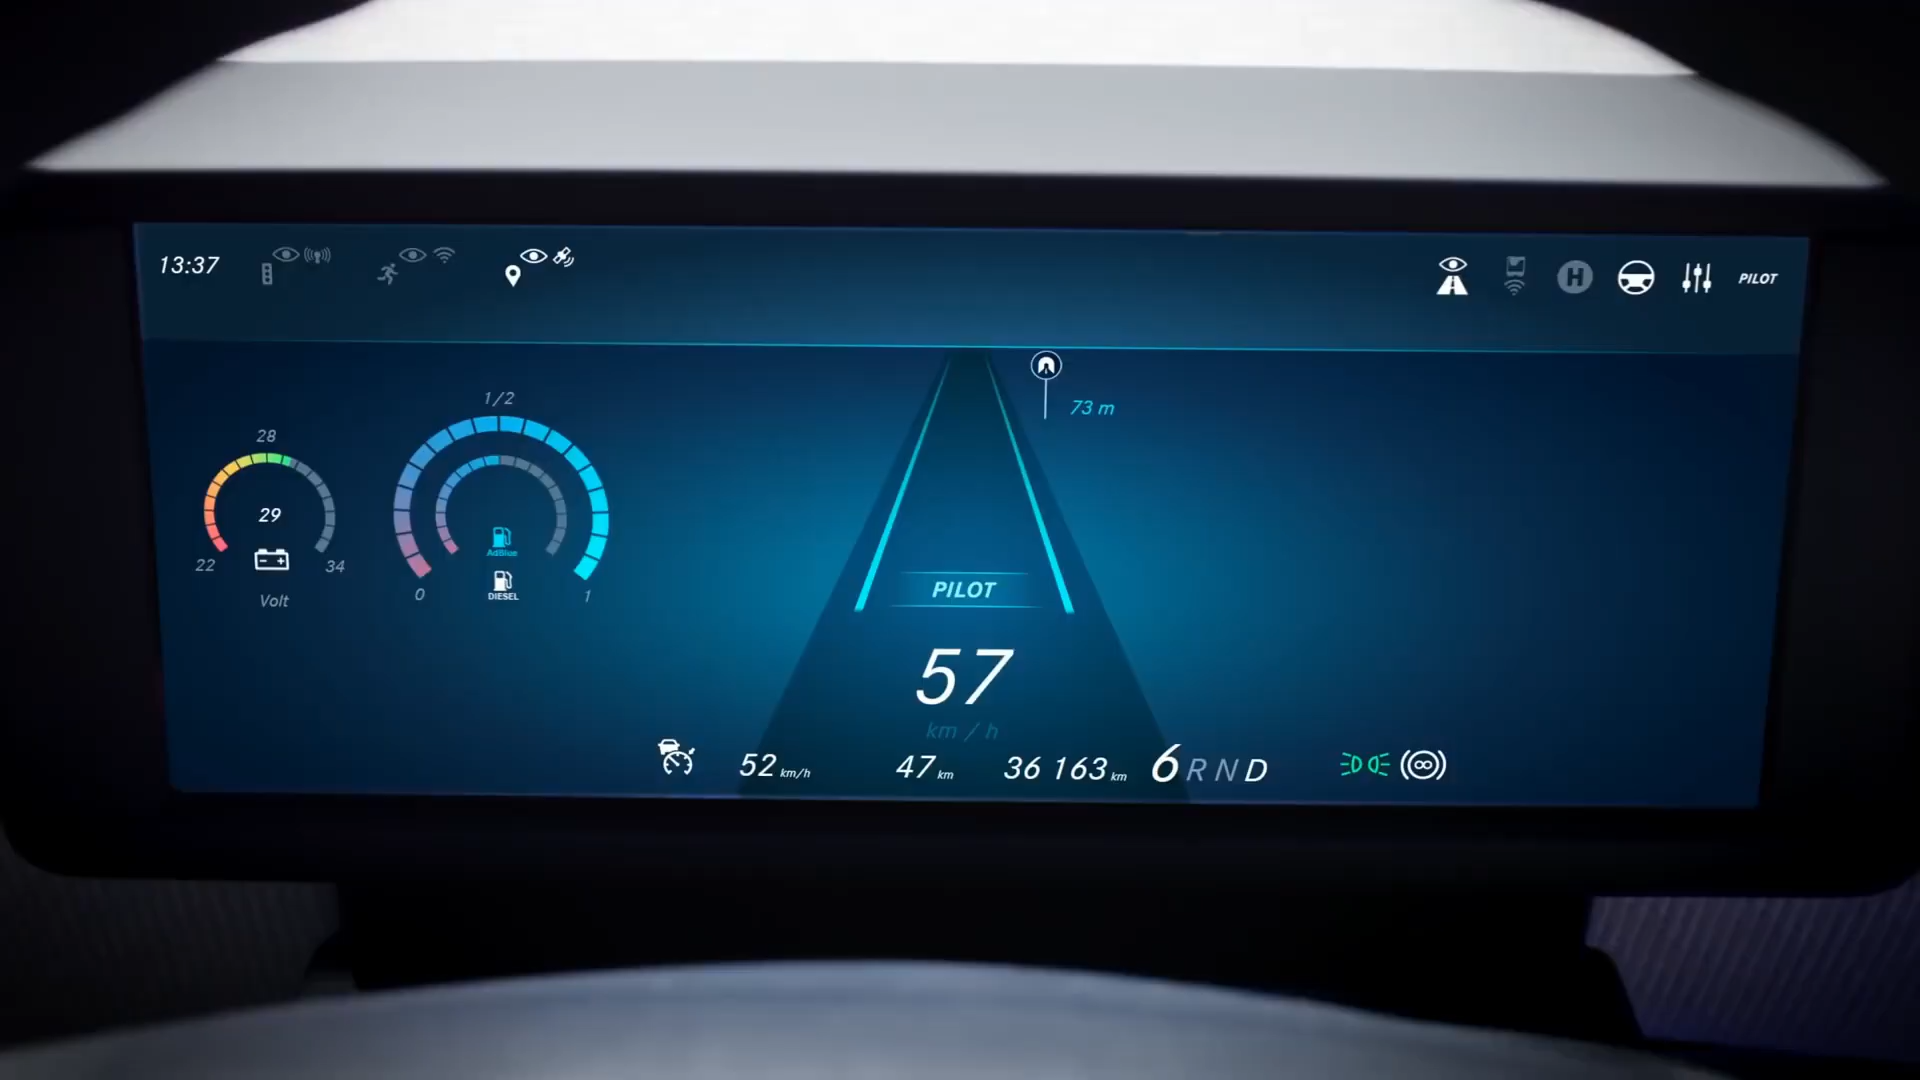 13:37
H
PILOT
73 m
1/2
28
29
22
34
Volt
AdBlue
DIESEL
0
1
PILOT
57
km / h
52 km/h
47 km
36 163 km
6 R N D